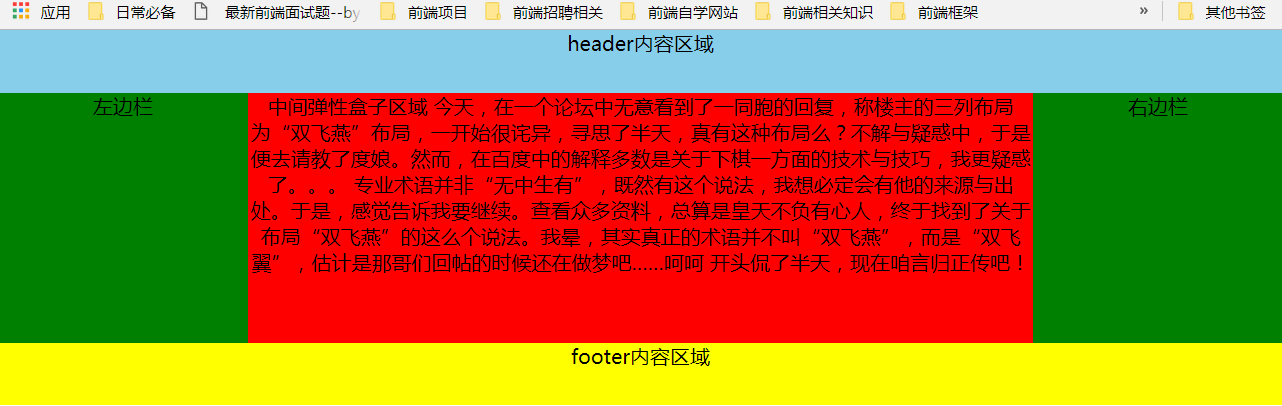 应用 日常必备 最新前端面试题--by 前端项目 前端招聘相关 前端自学网站 前端相关知识 前端框架 » 其他书签
header内容区域
左边栏
中间弹性盒子区域 今天，在一个论坛中无意看到了一同胞的回复，称楼主的三列布局
为“双飞燕”布局，一开始很诧异，寻思了半天，真有这种布局么？不解与疑惑中，于是
便去请教了度娘。然而，在百度中的解释多数是关于下棋一方面的技术与技巧，我更疑惑
了。。。 专业术语并非“无中生有”，既然有这个说法，我想必定会有他的来源与出
处。于是，感觉告诉我要继续。查看众多资料，总算是皇天不负有心人，终于找到了关于
布局“双飞燕”的这么个说法。我晕，其实真正的术语并不叫“双飞燕”，而是“双飞
翼”，估计是那哥们回帖的时候还在做梦吧……呵呵 开头侃了半天，现在咱言归正传吧！
右边栏
footer内容区域